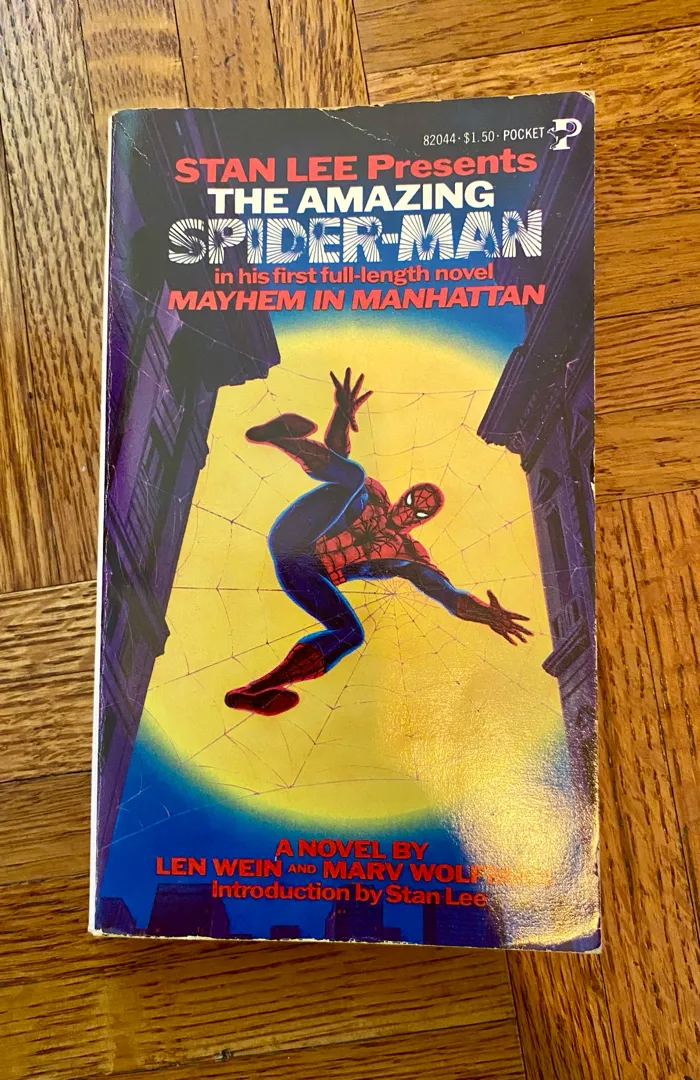 82044 · $1.50 · POCKET
STAN LEE Presents
THE AMAZING
SPIDER-MAN
in his first full-length novel
MAYHEM IN MANHATTAN
A NOVEL BY
LEN WEIN AND MARV
Introduction by Stan Lee